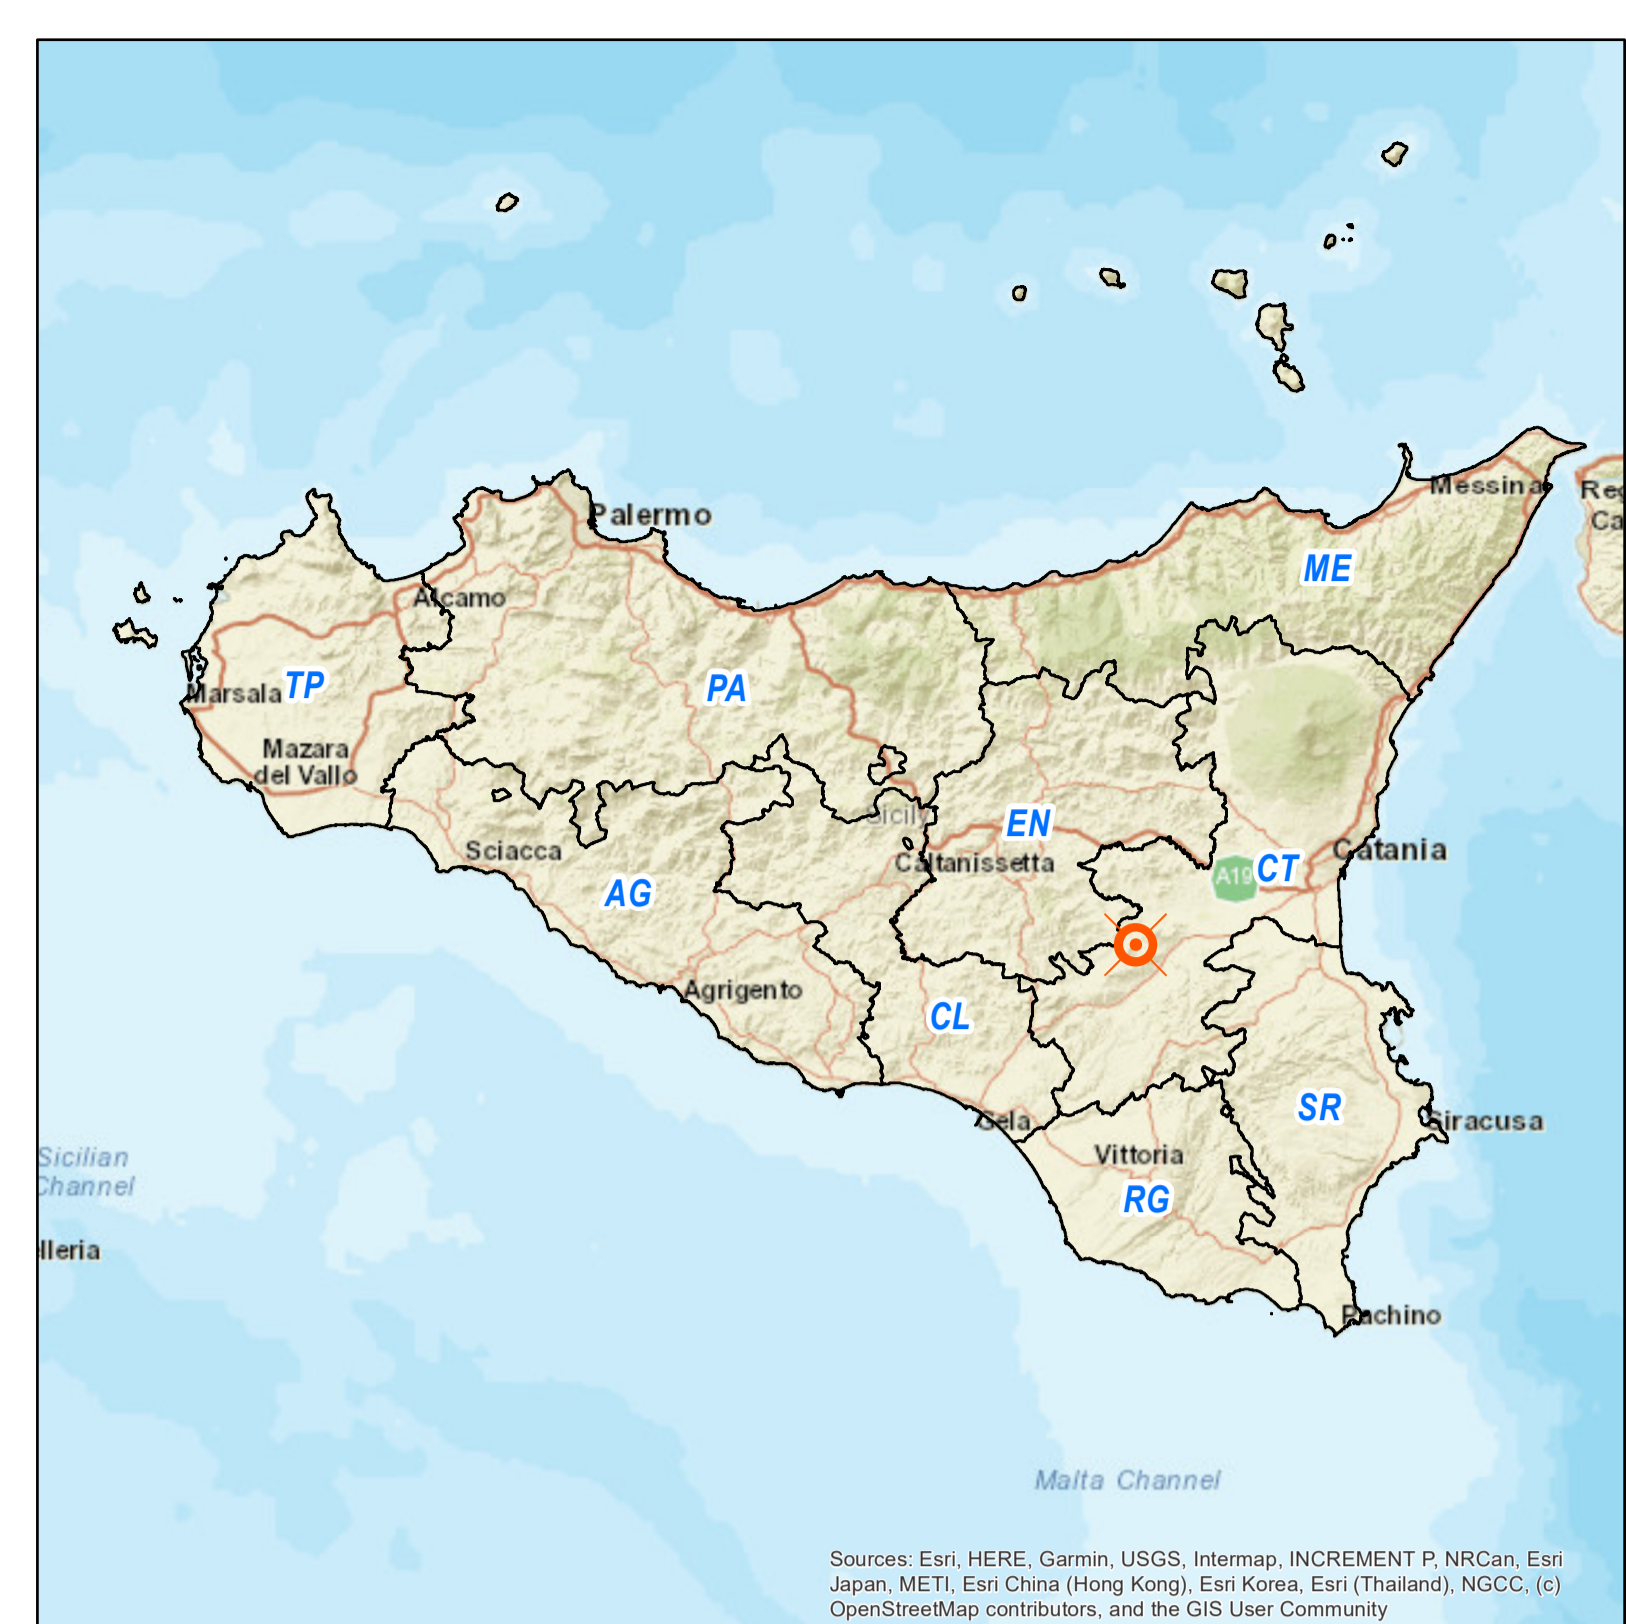 Messina
Reg
Ca
Palermo
ME
Alcamo
TP
PA
Marsala
Mazara
del Vallo
Sicily
EN
Sciacca
Caltanissetta
Catania
A19
CT
AG
Agrigento
CL
SR
Gela
Siracusa
Vittoria
Sicilian
Channel
RG
lleria
Pachino
Malta Channel
Sources: Esri, HERE, Garmin, USGS, Intermap, INCREMENT P, NRCan, Esri
Japan, METI, Esri China (Hong Kong), Esri Korea, Esri (Thailand), NGCC, (c)
OpenStreetMap contributors, and the GIS User Community